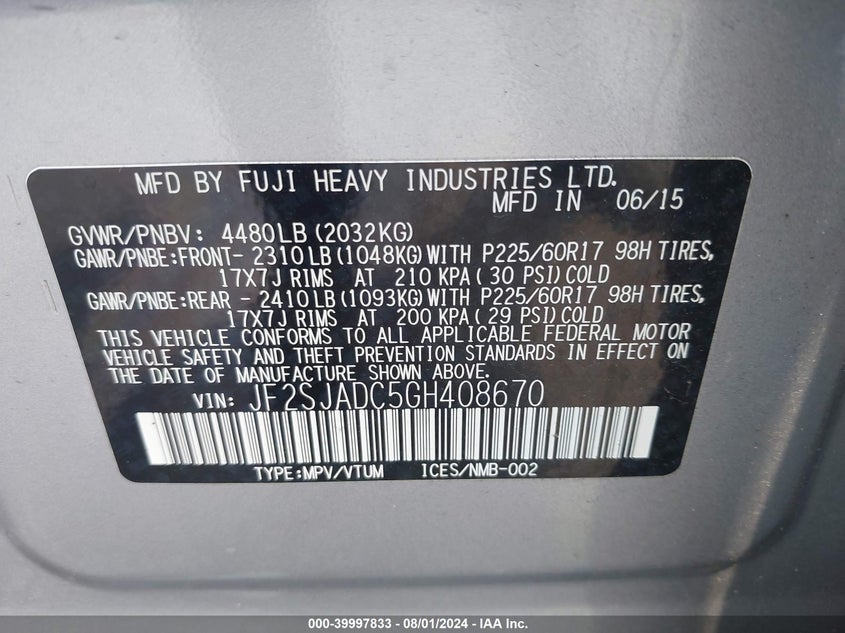 MFD BY FUJI HEAVY INDUSTRIES LTD.
MFD IN 06/15
GVWR/PNBV: 4480LB (2032KG)
GAWR/PNBE:FRONT- 2310LB (1048KG) WITH P225/60R17 98H TIRES,
17X7J RIMS AT 210 KPA ( 30 PSI) COLD
GAWR/PNBE:REAR - 2410LB (1093KG) WITH P225/60R17 98H TIRES,
17X7J RIMS AT 200 KPA ( 29 PSI) COLD
THIS VEHICLE CONFORMS TO ALL APPLICABLE FEDERAL MOTOR
VEHICLE SAFETY AND THEFT PREVENTION STANDARDS IN EFFECT ON
THE DATE OF MANUFACTURE SHOWN ABOVE.
VIN: JF2SJADC5GH408670
TYPE:MPV/VTUM ICES/NMB-002
000-39997833 - 08/01/2024 - IAA Inc.